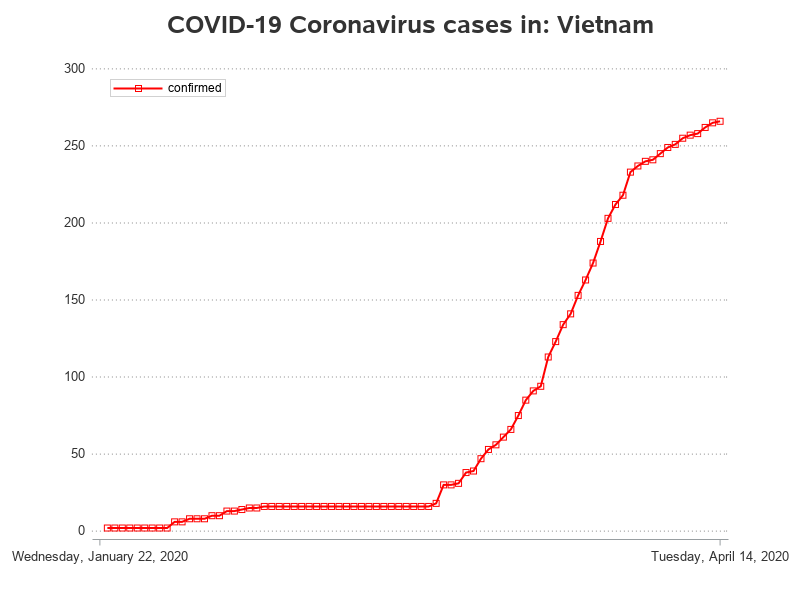 COVID-19 Coronavirus cases in: Vietnam
300
confirmed
250
200
150
100
50
0
Wednesday, January 22, 2020 Tuesday, April 14, 2020